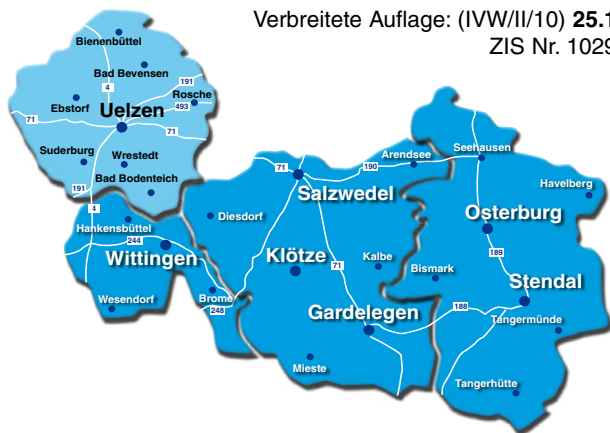 Verbreitete Auflage: (IVW/II/10) 25.1
ZIS Nr. 1029
Bienenbüttel
Bad Bevensen
4
191
Ebstorf
Rosche
493
Uelzen
71
71
Suderburg
Wrestedt
Bad Bodenteich
191
4
Hankensbüttel
244
Wittingen
Wesendorf
Brome
248
Diesdorf
71
Salzwedel
190
Arendsee
Seehausen
Havelberg
Osterburg
189
Klötze
71
Kalbe
Bismark
Stendal
Gardelegen
188
Tangermünde
Mieste
Tangerhütte